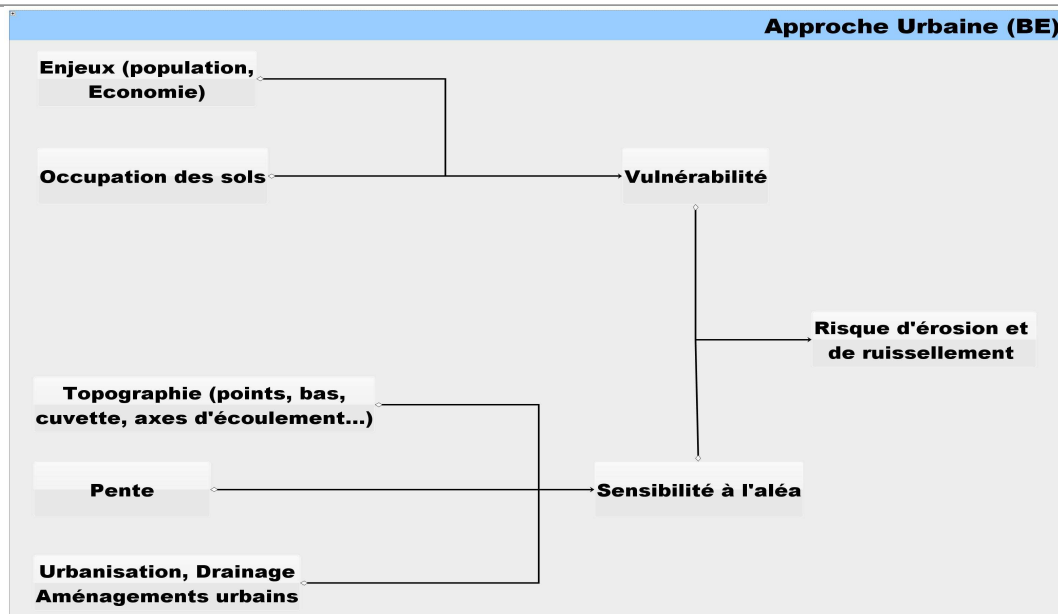 Approche Urbaine (BE)
Enjeux (population,
Economie)
Occupation des sols
Vulnérabilité
Risque d'érosion et
de ruissellement
Topographie (points, bas,
cuvette, axes d'écoulement...)
Pente
Sensibilité à l'aléa
Urbanisation, Drainage
Aménagements urbains